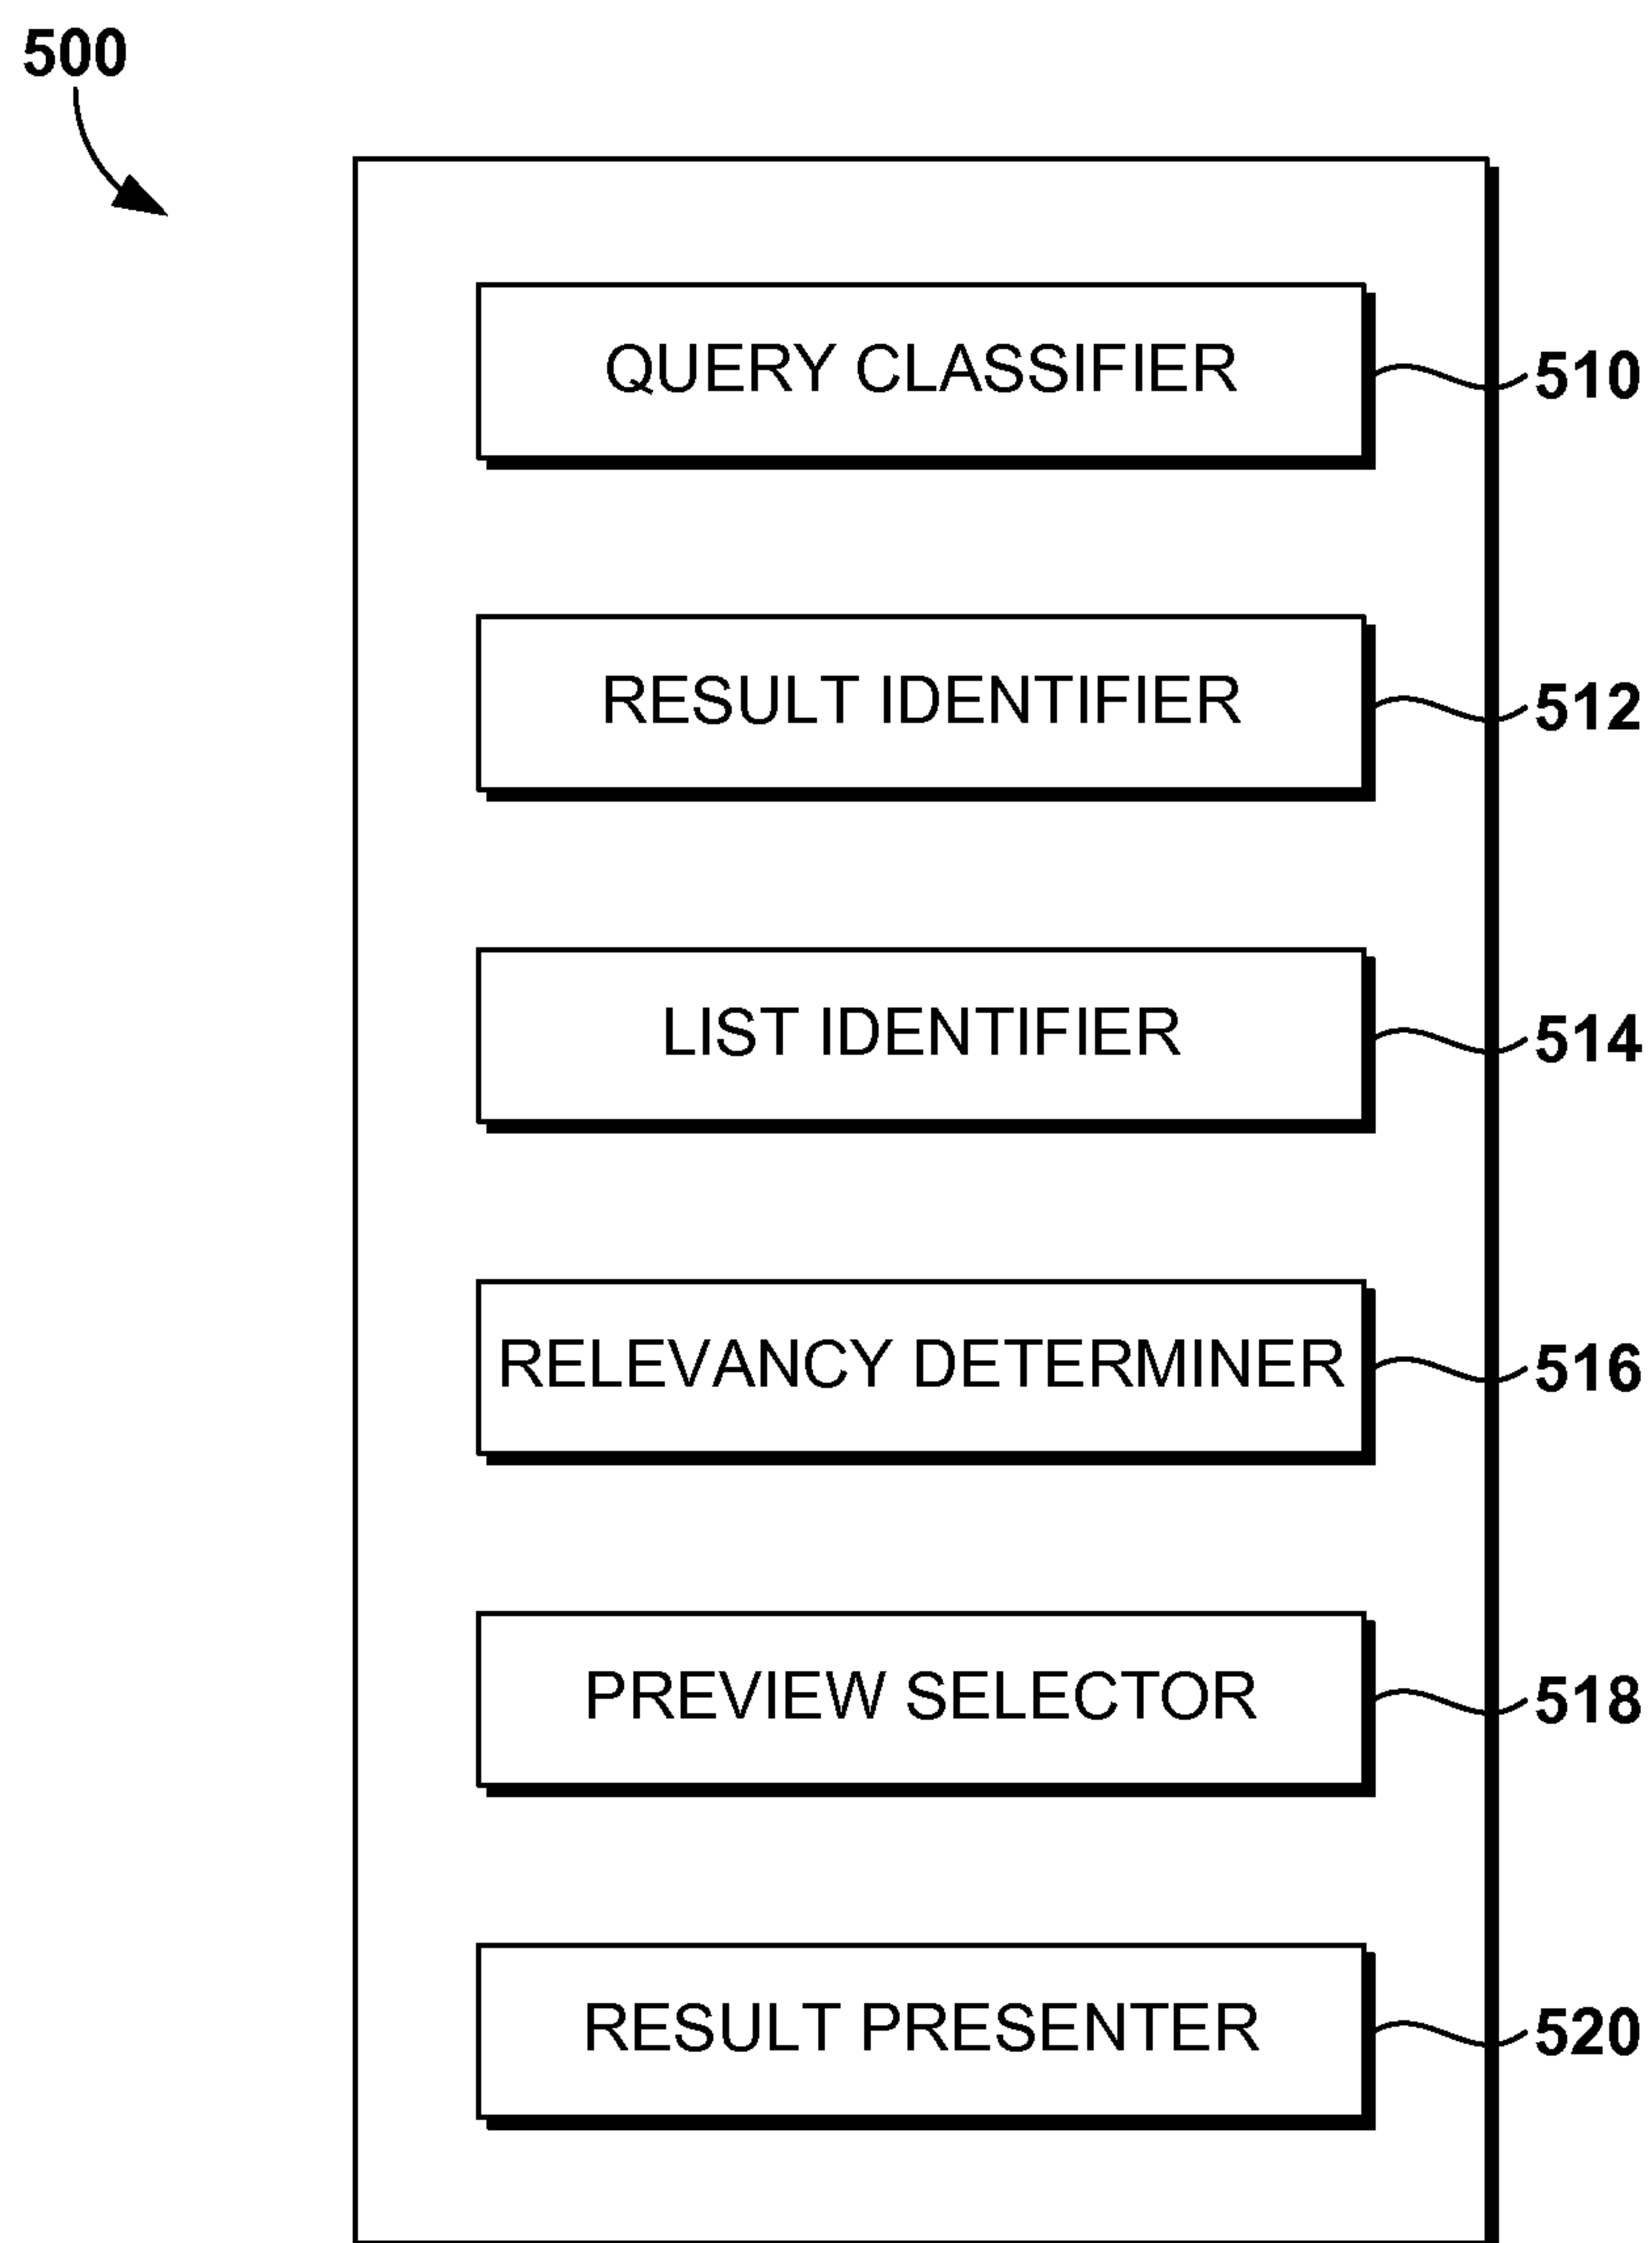 500
QUERY CLASSIFIER 510
RESULT IDENTIFIER 512
LIST IDENTIFIER 514
RELEVANCY DETERMINER 516
PREVIEW SELECTOR 518
RESULT PRESENTER 520